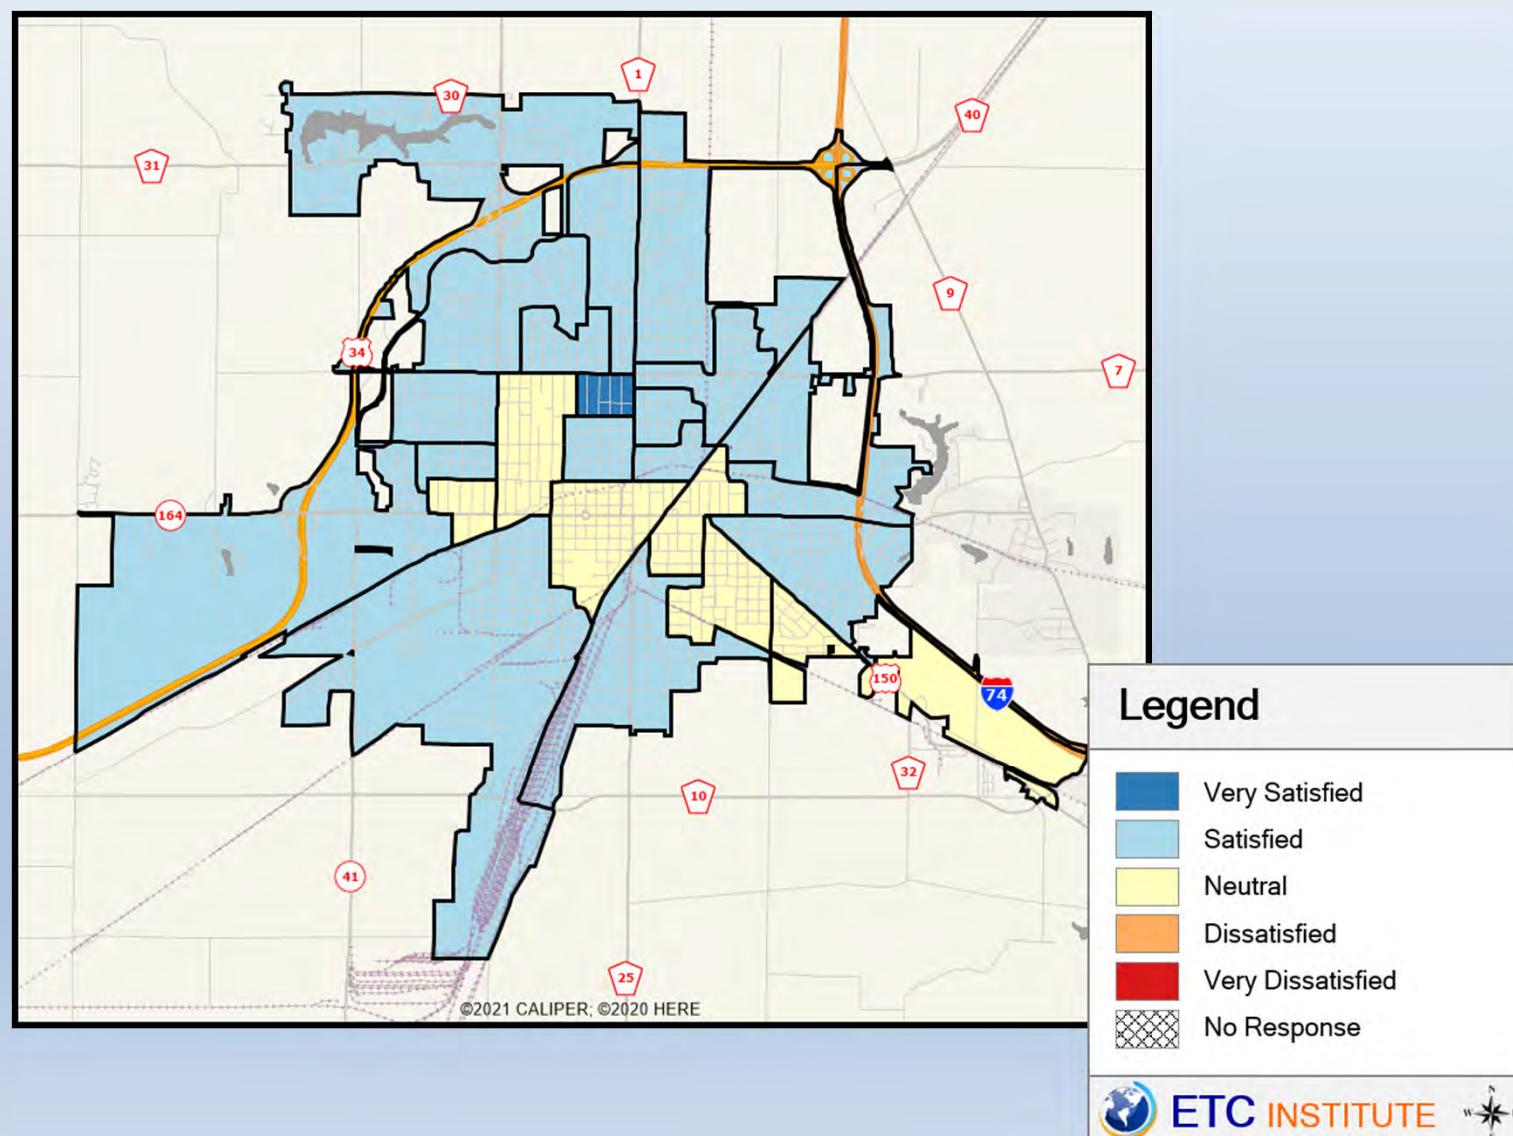 1
30
40
31
9
34
7
164
150
74
32
10
41
25
©2021 CALIPER; ©2020 HERE
Legend
Very Satisfied
Satisfied
Neutral
Dissatisfied
Very Dissatisfied
No Response
ETC INSTITUTE
N
W